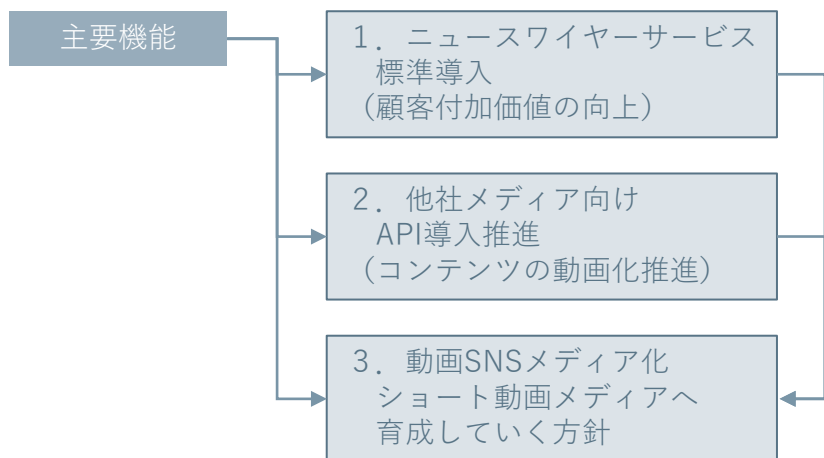 主要機能
１．ニュースワイヤーサービス
標準導入
（顧客付加価値の向上）
２．他社メディア向け
API導入推進
（コンテンツの動画化推進）
３．動画SNSメディア化
ショート動画メディアへ
育成していく方針